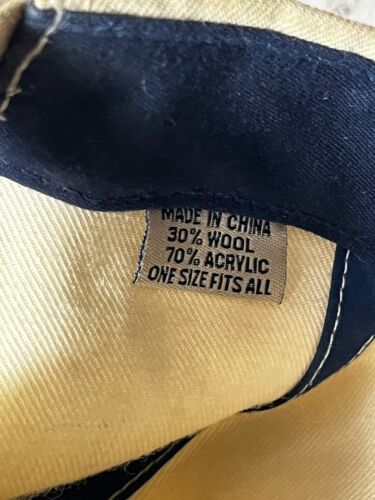 MADE IN CHINA
30% WOOL
70% ACRYLIC
ONE SIZE FITS ALL